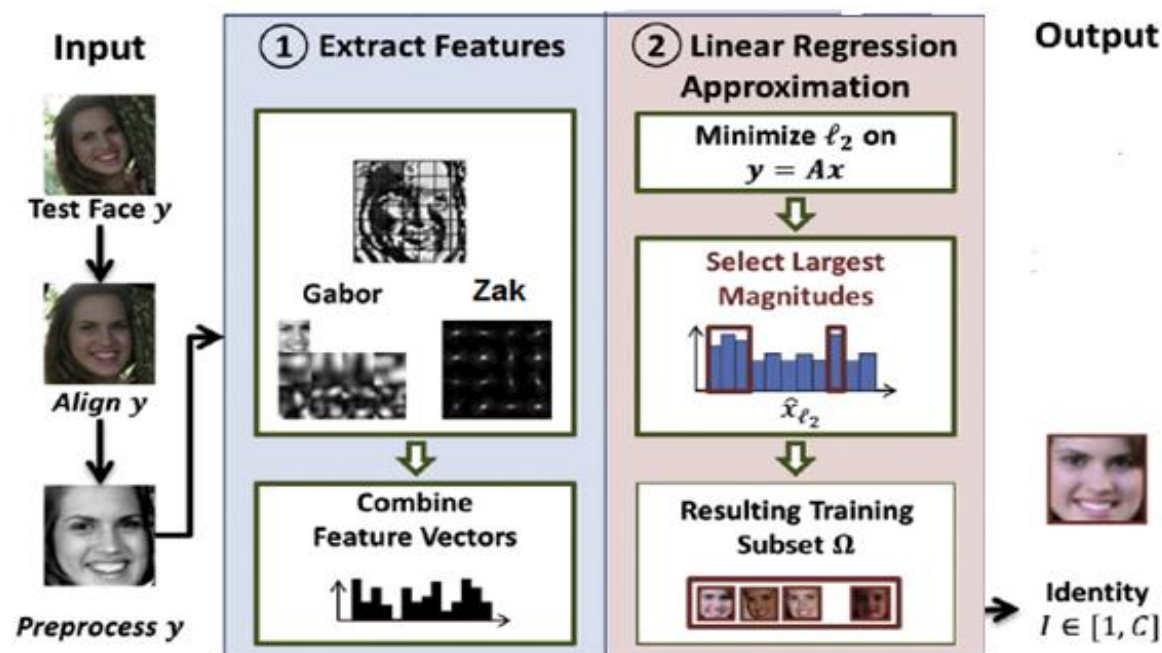 Input
Test Face y
Align y
Preprocess y
① Extract Features
Gabor
Zak
Combine
Feature Vectors
② Linear Regression
Approximation
Minimize ℓ₂ on
y = Ax
Select Largest
Magnitudes
x̂_ℓ₂
Resulting Training
Subset Ω
Output
Identity
I ∈ [1, C]